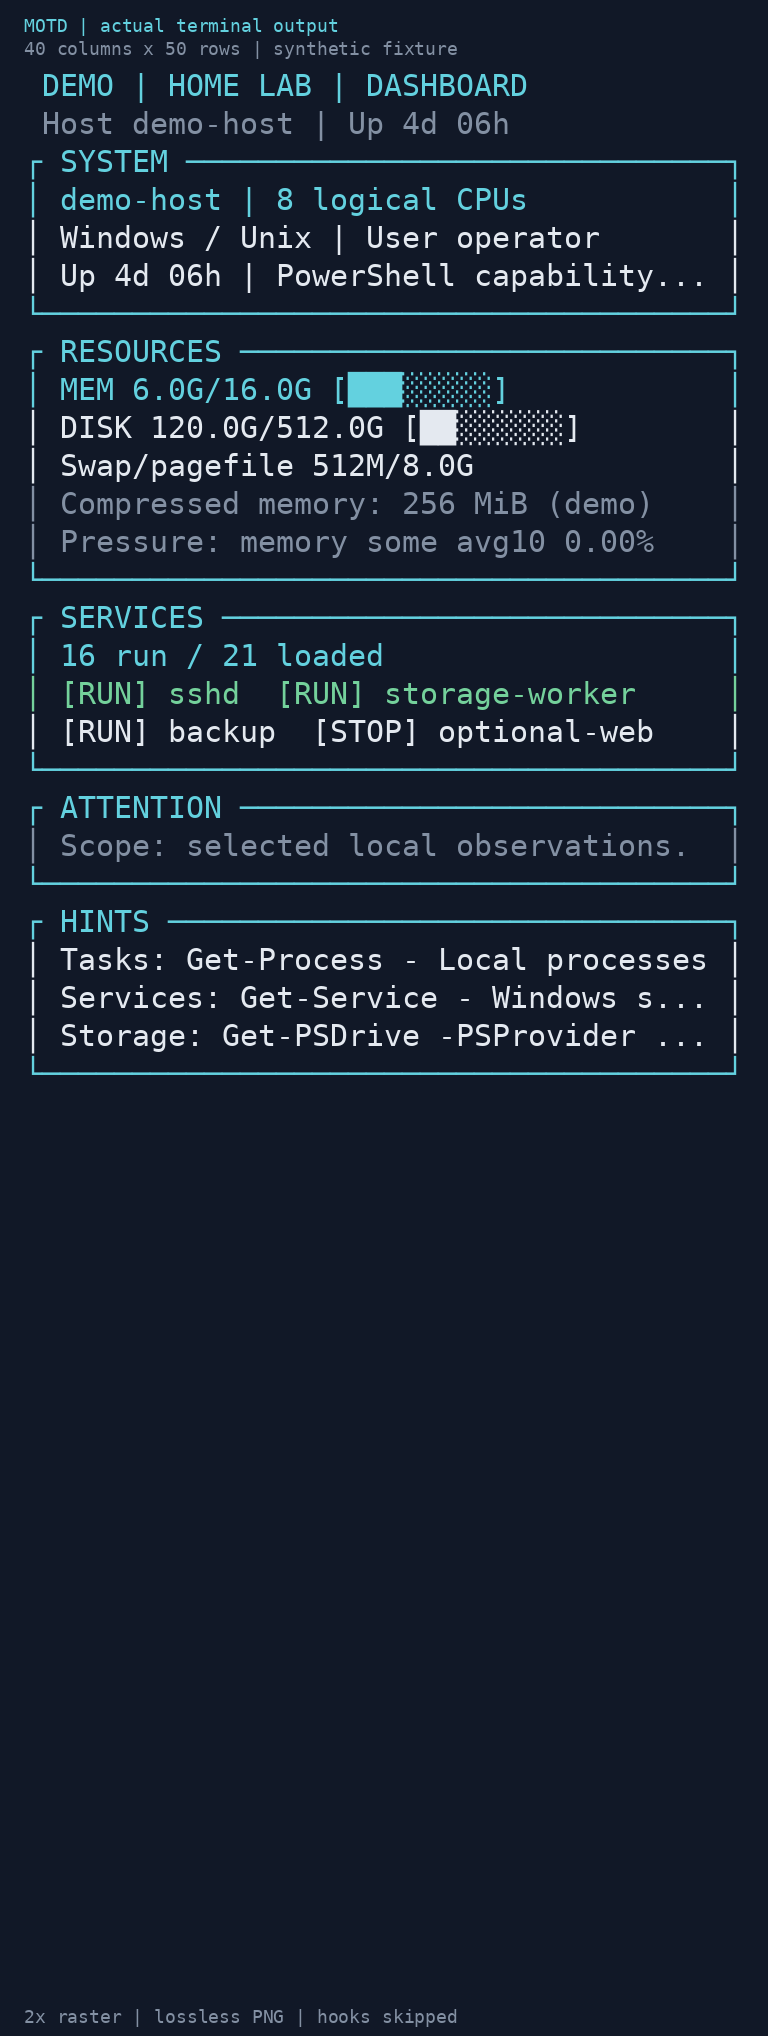 MOTD | actual terminal output
40 columns x 50 rows | synthetic fixture
DEMO | HOME LAB | DASHBOARD
Host demo-host | Up 4d 06h
SYSTEM
demo-host | 8 logical CPUs
Windows / Unix | User operator
Up 4d 06h | PowerShell capability...
RESOURCES
MEM 6.0G/16.0G [███░░░░░]
DISK 120.0G/512.0G [██░░░░░░]
Swap/pagefile 512M/8.0G
Compressed memory: 256 MiB (demo)
Pressure: memory some avg10 0.00%
SERVICES
16 run / 21 loaded
[RUN] sshd  [RUN] storage-worker
[RUN] backup  [STOP] optional-web
ATTENTION
Scope: selected local observations.
HINTS
Tasks: Get-Process - Local processes
Services: Get-Service - Windows s...
Storage: Get-PSDrive -PSProvider ...
2x raster | lossless PNG | hooks skipped